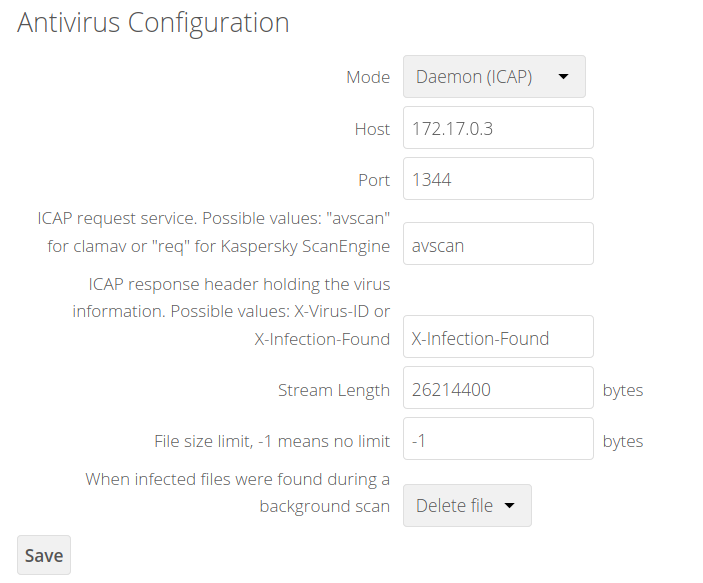 Antivirus Configuration
Mode Daemon (ICAP)
Host 172.17.0.3
Port 1344
ICAP request service. Possible values: "avscan"
for clamav or "req" for Kaspersky ScanEngine avscan
ICAP response header holding the virus
information. Possible values: X-Virus-ID or
X-Infection-Found X-Infection-Found
Stream Length 26214400 bytes
File size limit, -1 means no limit -1 bytes
When infected files were found during a
background scan Delete file
Save